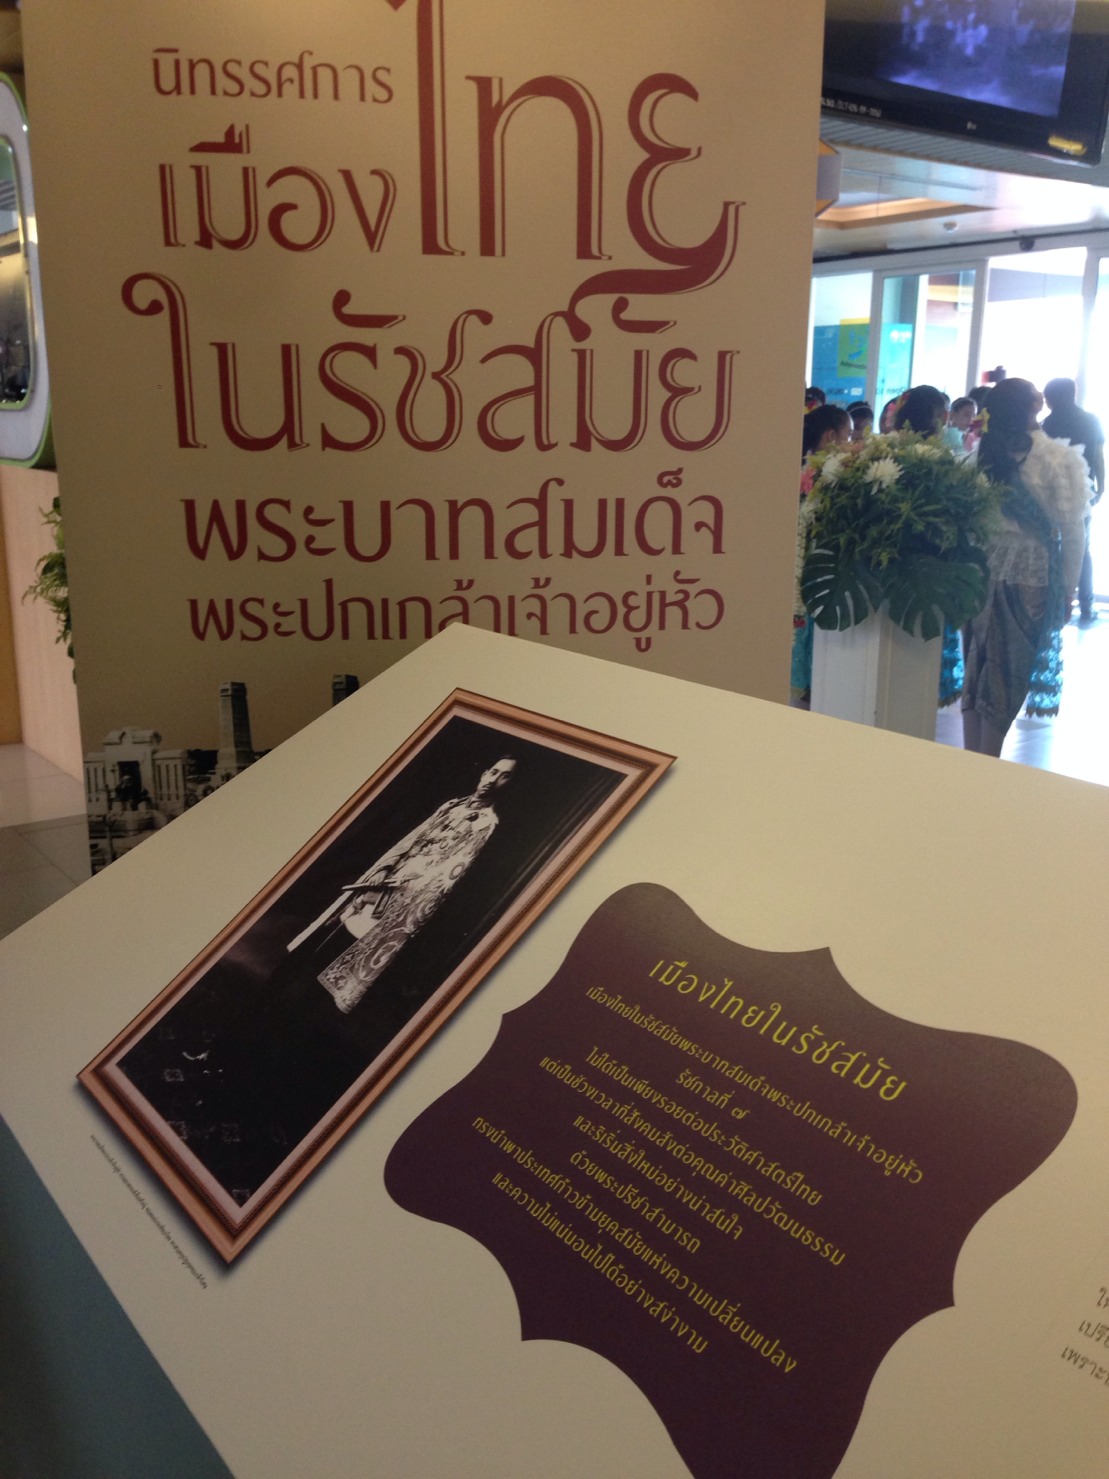 นิทรรศการ
เมืองไทย
ในรัชสมัย
พระบาทสมเด็จ
พระปกเกล้าเจ้าอยู่หัว
เมืองไทยในรัชสมัย
เมืองไทยในรัชสมัยพระบาทสมเด็จพระปกเกล้าเจ้าอยู่หัว
รัชกาลที่ ๗
ไม่ได้เป็นเพียงรอยต่อประวัติศาสตร์ไทย
แต่เป็นช่วงเวลาที่สังคมส่งต่อคุณค่าศิลปวัฒนธรรม
และริเริ่มสิ่งใหม่อย่างน่าสนใจ
ด้วยพระปรีชาสามารถ
ทรงนำพาประเทศก้าวข้ามยุคสมัยแห่งความเปลี่ยนแปลง
และความไม่แน่นอนไปได้อย่างสง่างาม